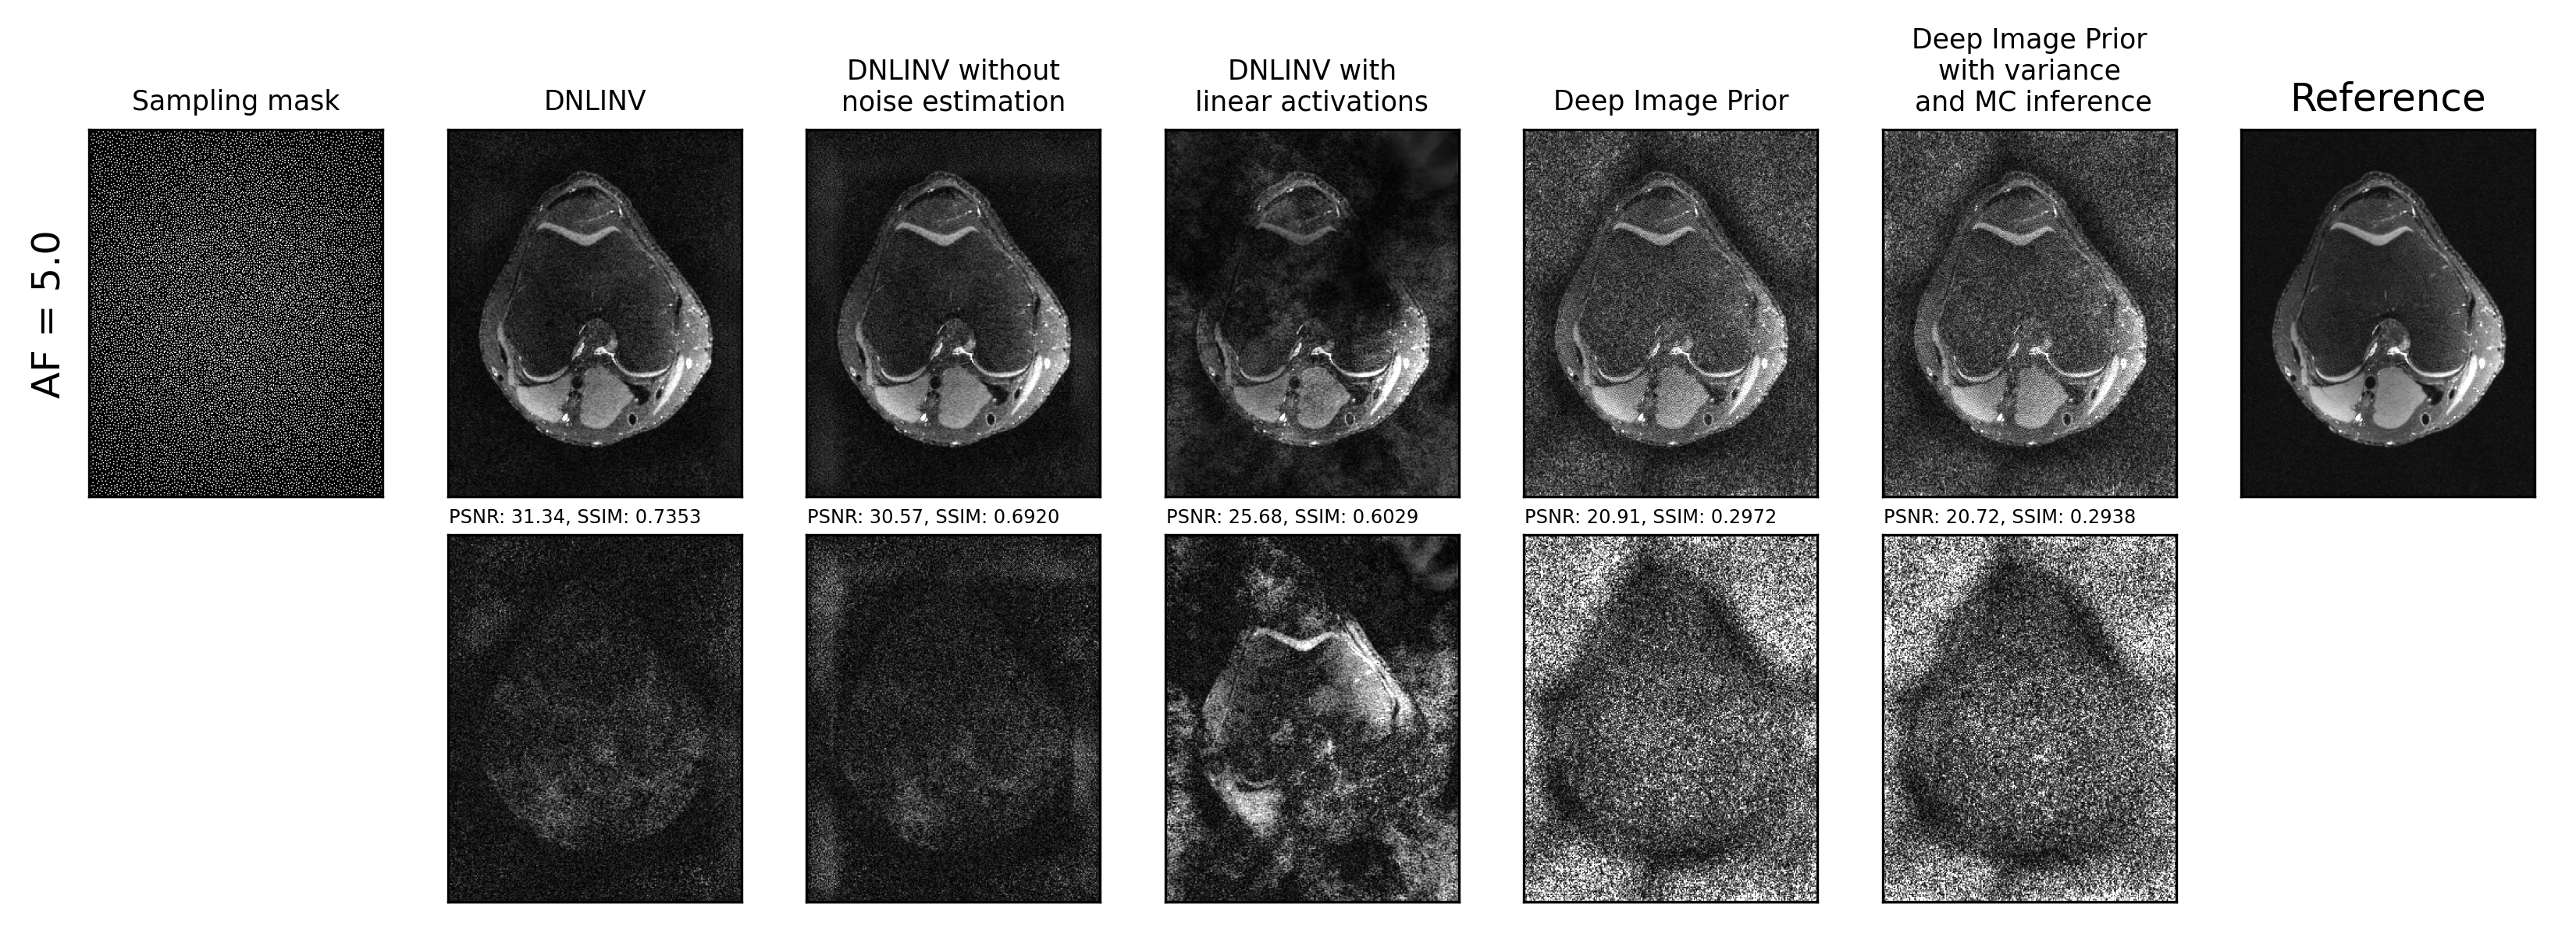 Sampling mask
DNLINV
DNLINV without
noise estimation
DNLINV with
linear activations
Deep Image Prior
Deep Image Prior
with variance
and MC inference
Reference
AF = 5.0
PSNR: 31.34, SSIM: 0.7353
PSNR: 30.57, SSIM: 0.6920
PSNR: 25.68, SSIM: 0.6029
PSNR: 20.91, SSIM: 0.2972
PSNR: 20.72, SSIM: 0.2938